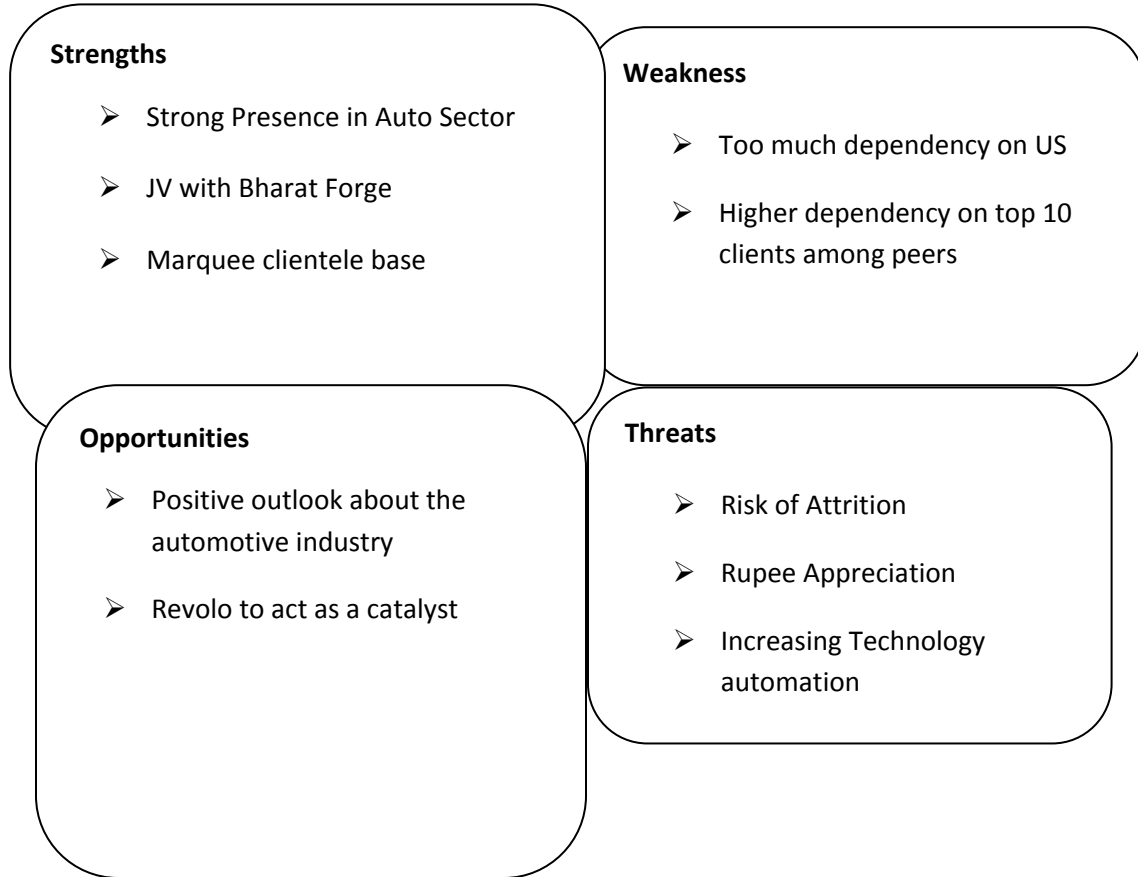 Strengths
➢ Strong Presence in Auto Sector
➢ JV with Bharat Forge
➢ Marquee clientele base
Weakness
➢ Too much dependency on US
➢ Higher dependency on top 10
clients among peers
Opportunities
➢ Positive outlook about the
automotive industry
➢ Revolo to act as a catalyst
Threats
➢ Risk of Attrition
➢ Rupee Appreciation
➢ Increasing Technology
automation